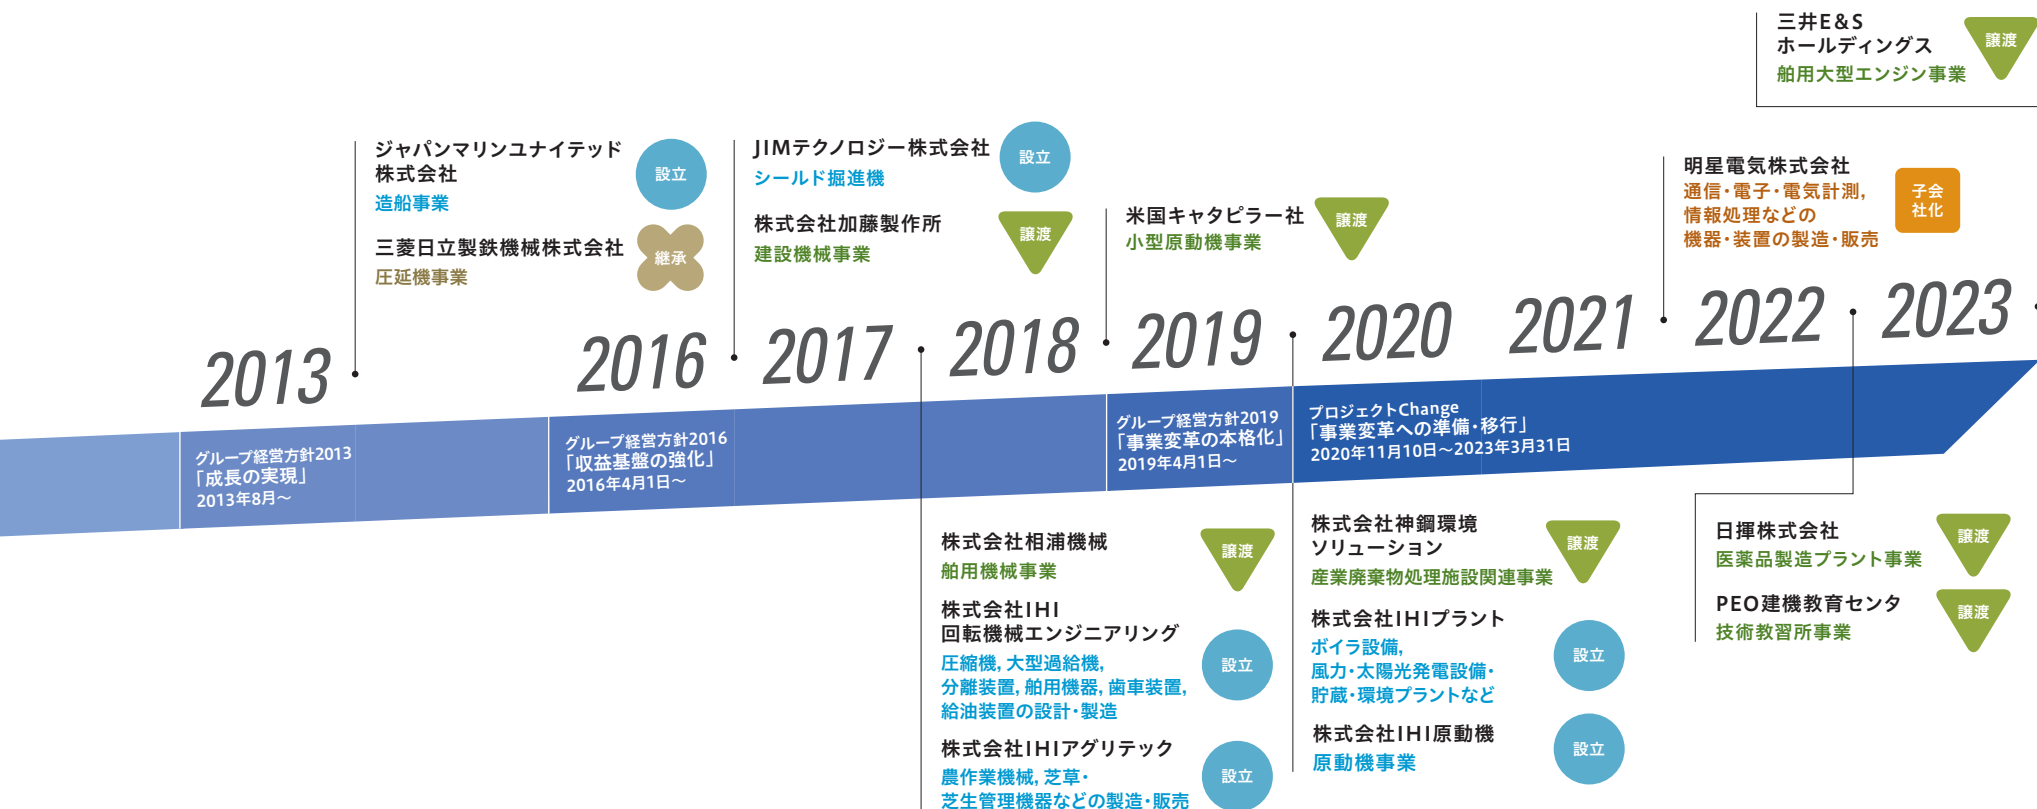 三井E&S
ホールディングス
舶用大型エンジン事業
譲渡
ジャパンマリンユナイテッド
株式会社
造船事業
設立
三菱日立製鉄機械株式会社
圧延機事業
継承
JIMテクノロジー株式会社
シールド掘進機
設立
株式会社加藤製作所
建設機械事業
譲渡
米国キャタピラー社
小型原動機事業
譲渡
明星電気株式会社
通信・電子・電気計測,
情報処理などの
機器・装置の製造・販売
子会
社化
2013
2016
2017
2018
2019
2020
2021
2022
2023
グループ経営方針2013
「成長の実現」
2013年8月～
グループ経営方針2016
「収益基盤の強化」
2016年4月1日～
グループ経営方針2019
「事業変革の本格化」
2019年4月1日～
プロジェクトChange
「事業変革への準備・移行」
2020年11月10日～2023年3月31日
株式会社相浦機械
舶用機械事業
譲渡
株式会社IHI
回転機械エンジニアリング
圧縮機, 大型過給機,
分離装置, 舶用機器, 歯車装置,
給油装置の設計・製造
設立
株式会社IHIアグリテック
農作業機械, 芝草・
芝生管理機器などの製造・販売
設立
株式会社神鋼環境
ソリューション
産業廃棄物処理施設関連事業
譲渡
株式会社IHIプラント
ボイラ設備,
風力・太陽光発電設備・
貯蔵・環境プラントなど
設立
株式会社IHI原動機
原動機事業
設立
日揮株式会社
医薬品製造プラント事業
譲渡
PEO建機教育センタ
技術教習所事業
譲渡